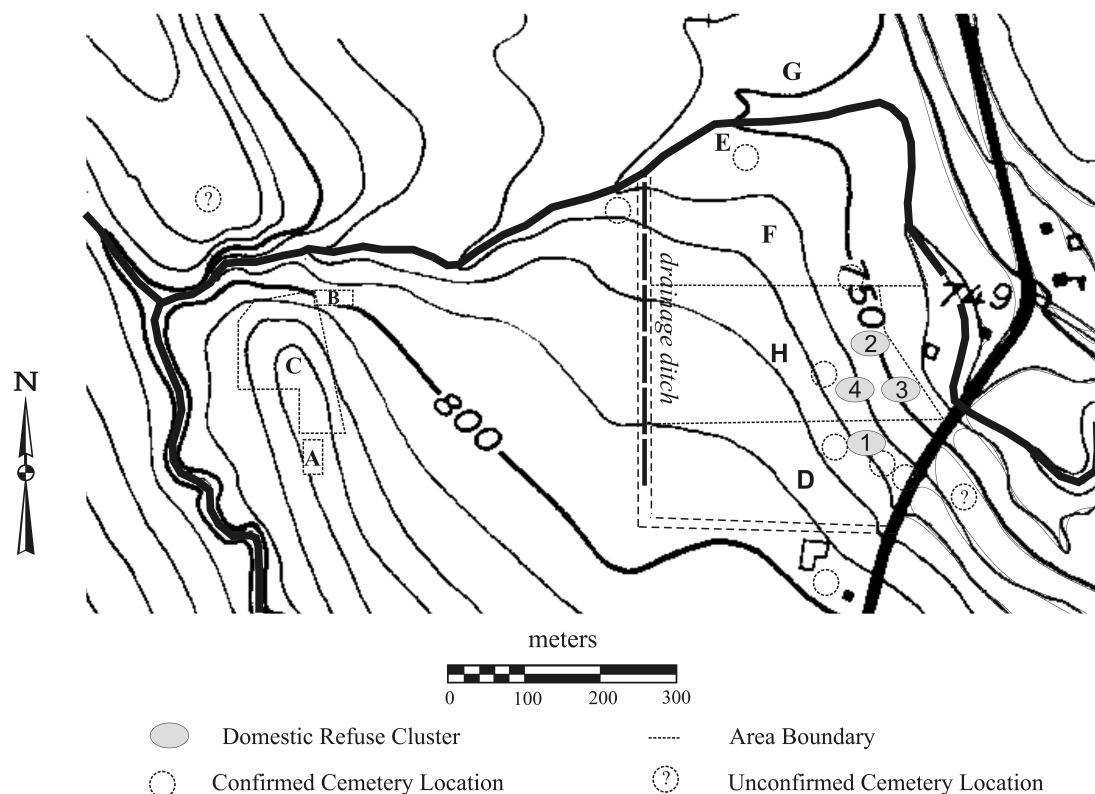 G
E
?
F
drainage ditch
750
749
B
2
H
C
4
3
800
N
1
A
D
?
meters
0 100 200 300
Domestic Refuse Cluster
Area Boundary
Confirmed Cemetery Location
? Unconfirmed Cemetery Location